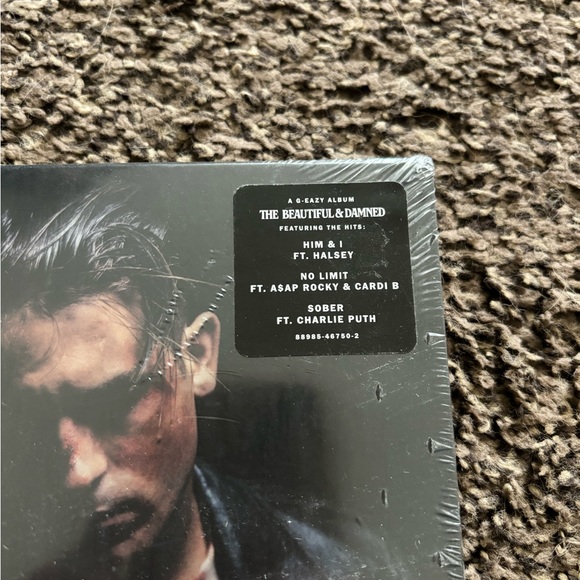 A G-EAZY ALBUM
THE BEAUTIFUL & DAMNED
FEATURING THE HITS:
HIM & I
FT. HALSEY
NO LIMIT
FT. A$AP ROCKY & CARDI B
SOBER
FT. CHARLIE PUTH
88985-46750-2